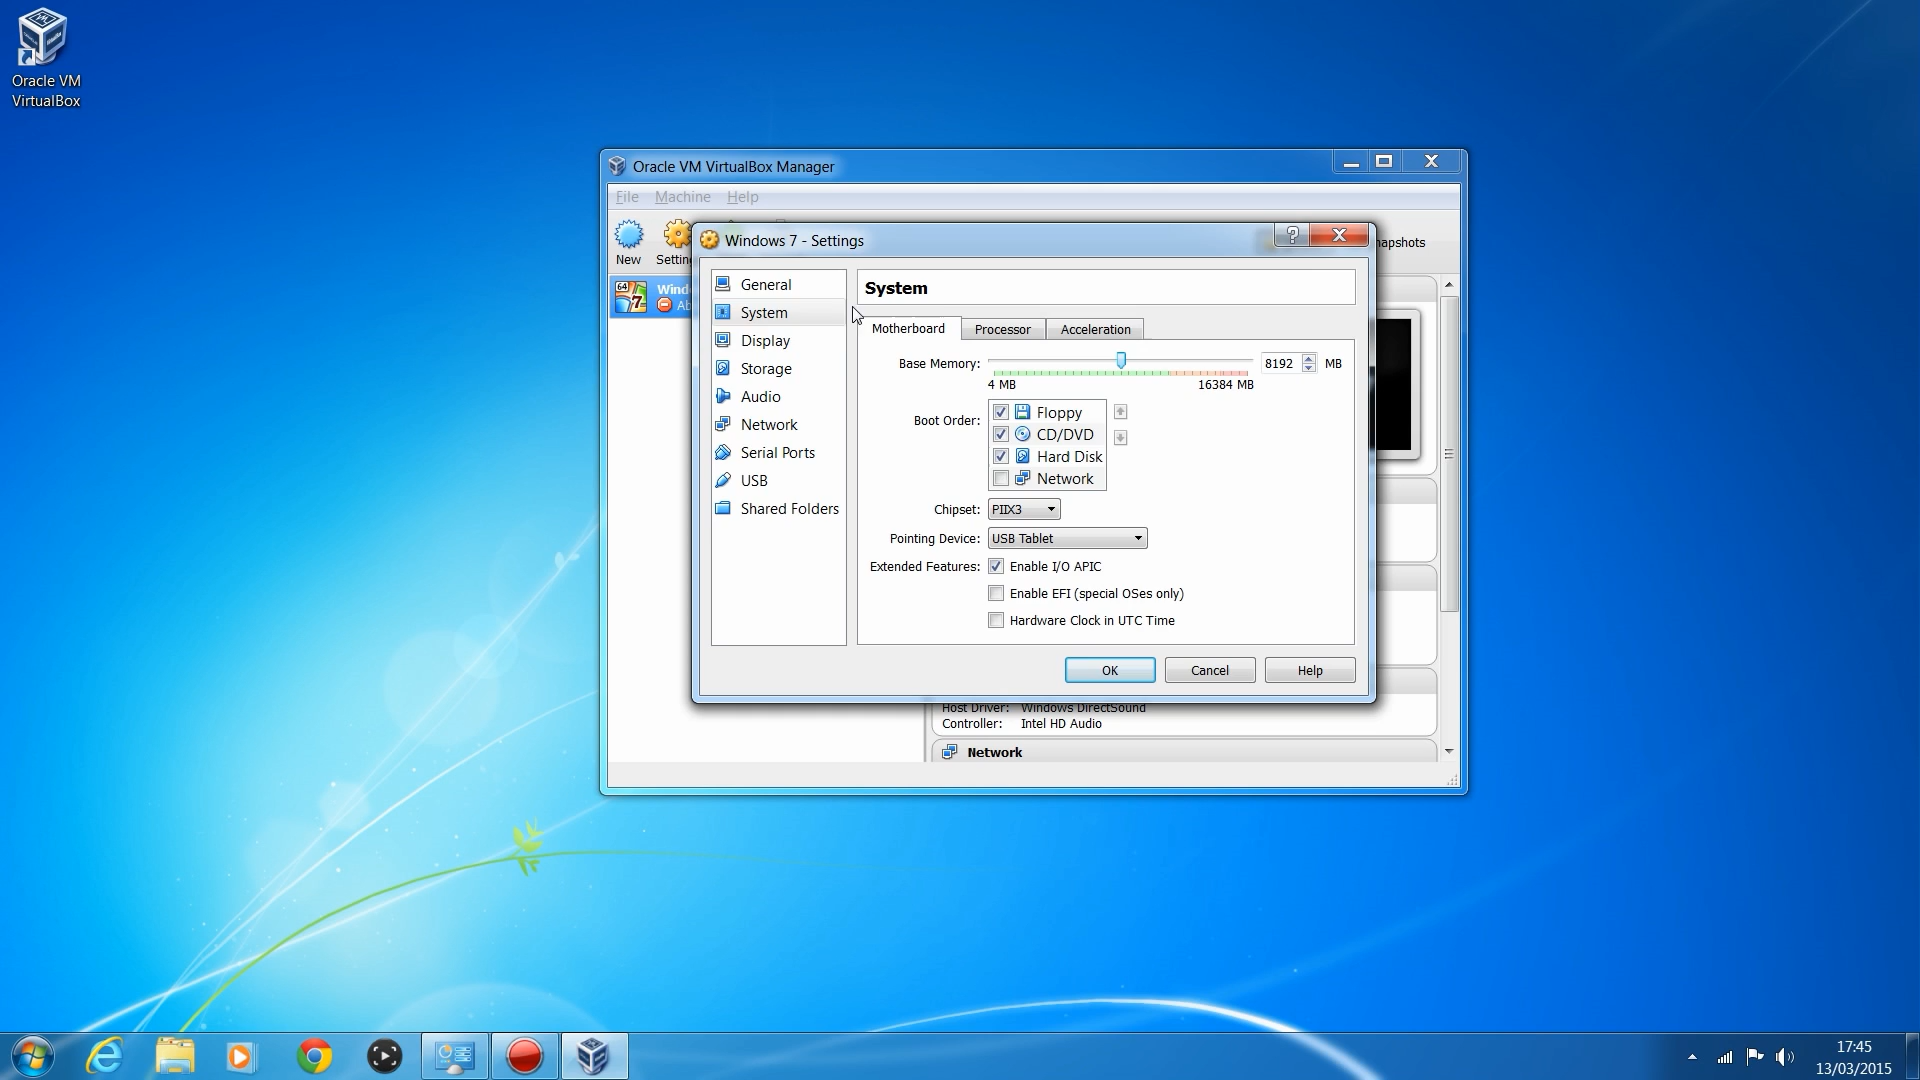 Oracle VM
VirtualBox
Oracle VM VirtualBox Manager
File Machine Help
New
Windows 7 - Settings
General
System
Display
Storage
Audio
Network
Serial Ports
USB
Shared Folders
System
Motherboard Processor Acceleration
Base Memory: 8192 MB
4 MB 16384 MB
Boot Order: Floppy
CD/DVD
Hard Disk
Network
Chipset: PIIX3
Pointing Device: USB Tablet
Extended Features: Enable I/O APIC
Enable EFI (special OSes only)
Hardware Clock in UTC Time
OK Cancel Help
Host Driver: Windows DirectSound
Controller: Intel HD Audio
Network
64
7
17:45
13/03/2015